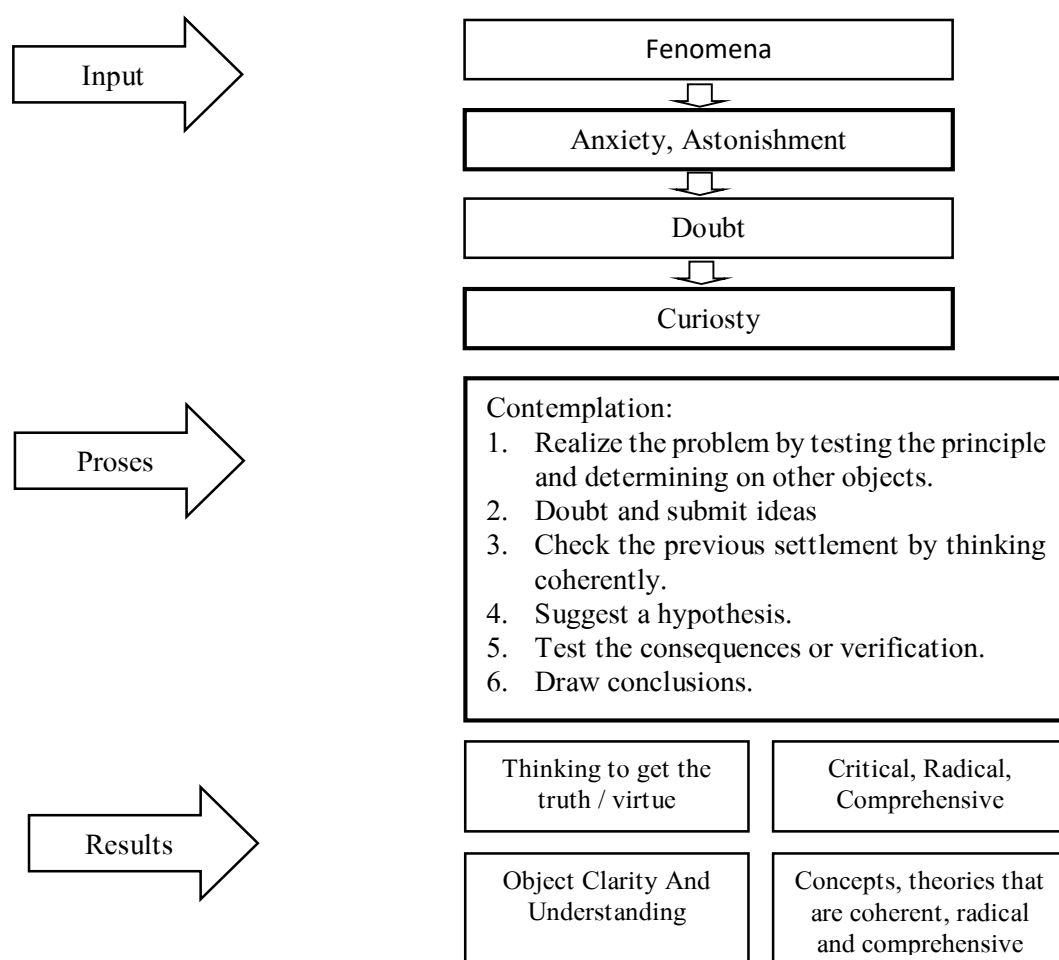 Input
Fenomena
Anxiety, Astonishment
Doubt
Curiosty
Proses
Contemplation:
1. Realize the problem by testing the principle
and determining on other objects.
2. Doubt and submit ideas
3. Check the previous settlement by thinking
coherently.
4. Suggest a hypothesis.
5. Test the consequences or verification.
6. Draw conclusions.
Results
Thinking to get the
truth / virtue
Critical, Radical,
Comprehensive
Object Clarity And
Understanding
Concepts, theories that
are coherent, radical
and comprehensive